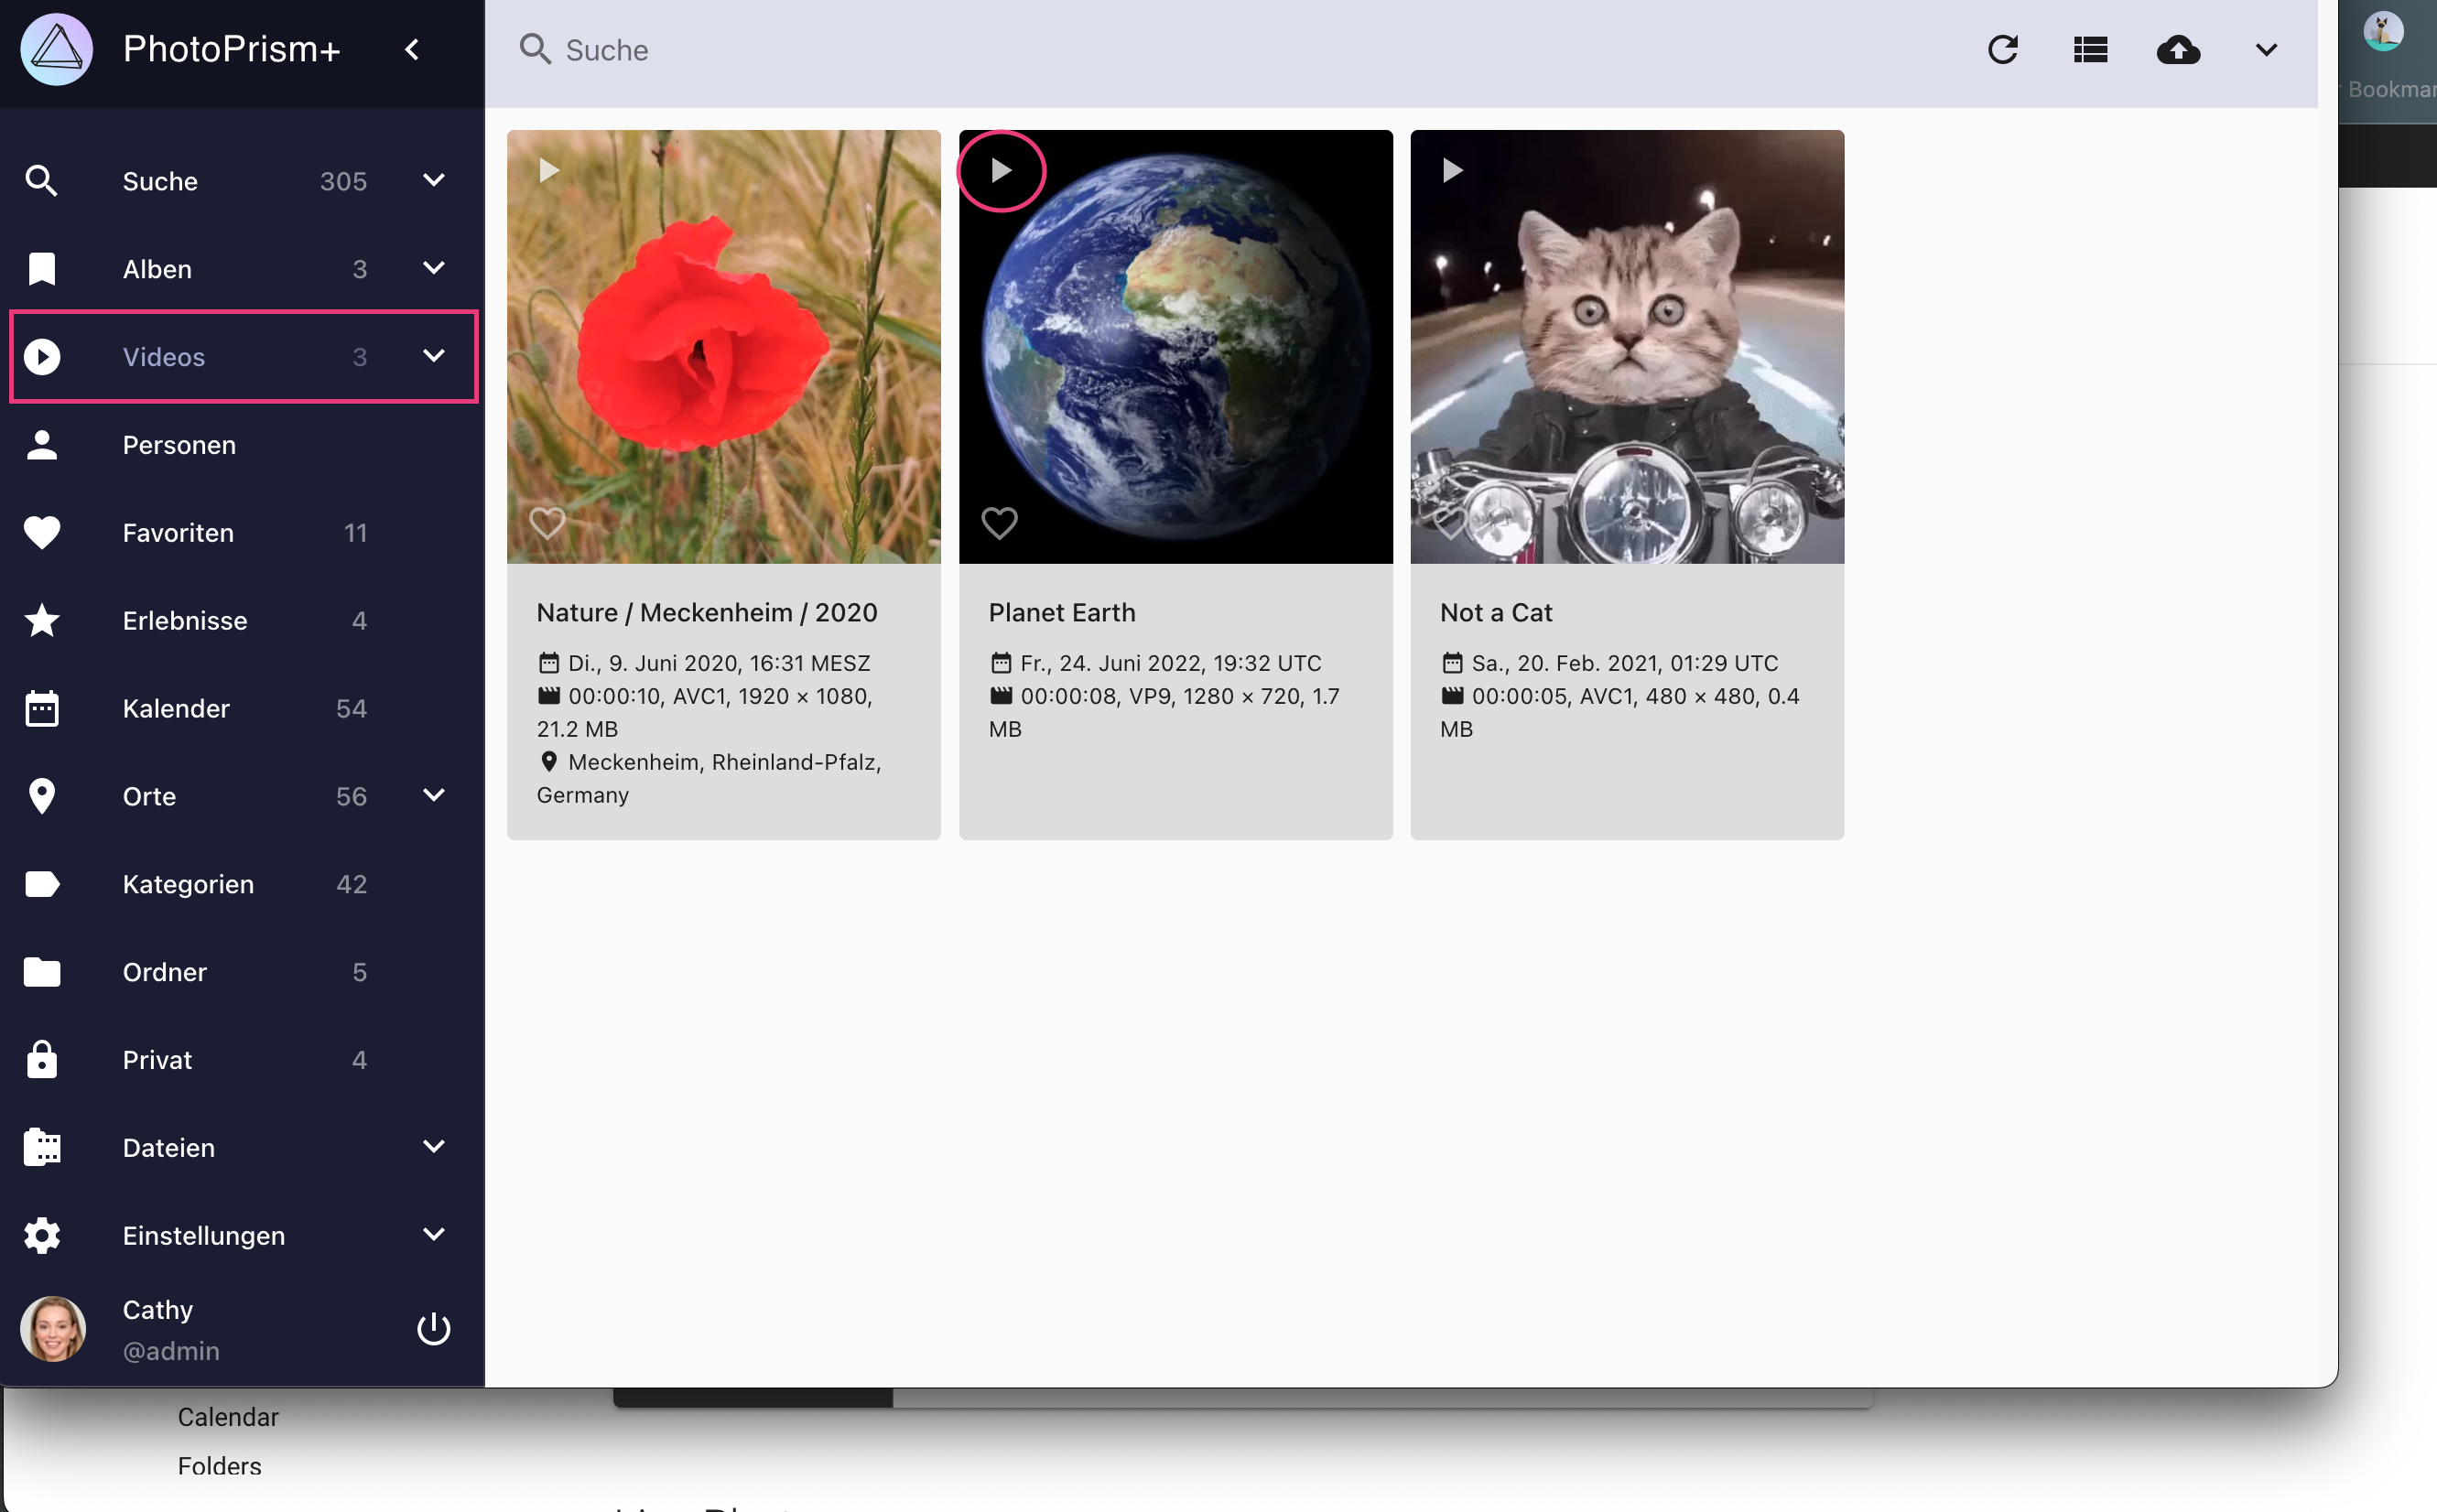 PhotoPrism+
Suche
Bookmar
Suche 305
Alben 3
Videos 3
Personen
Favoriten 11
Erlebnisse 4
Kalender 54
Orte 56
Kategorien 42
Ordner 5
Privat 4
Dateien
Einstellungen
Cathy
@admin
Nature / Meckenheim / 2020
Di., 9. Juni 2020, 16:31 MESZ
00:00:10, AVC1, 1920 × 1080,
21.2 MB
Meckenheim, Rheinland-Pfalz,
Germany
Planet Earth
Fr., 24. Juni 2022, 19:32 UTC
00:00:08, VP9, 1280 × 720, 1.7
MB
Not a Cat
Sa., 20. Feb. 2021, 01:29 UTC
00:00:05, AVC1, 480 × 480, 0.4
MB
Calendar
Folders